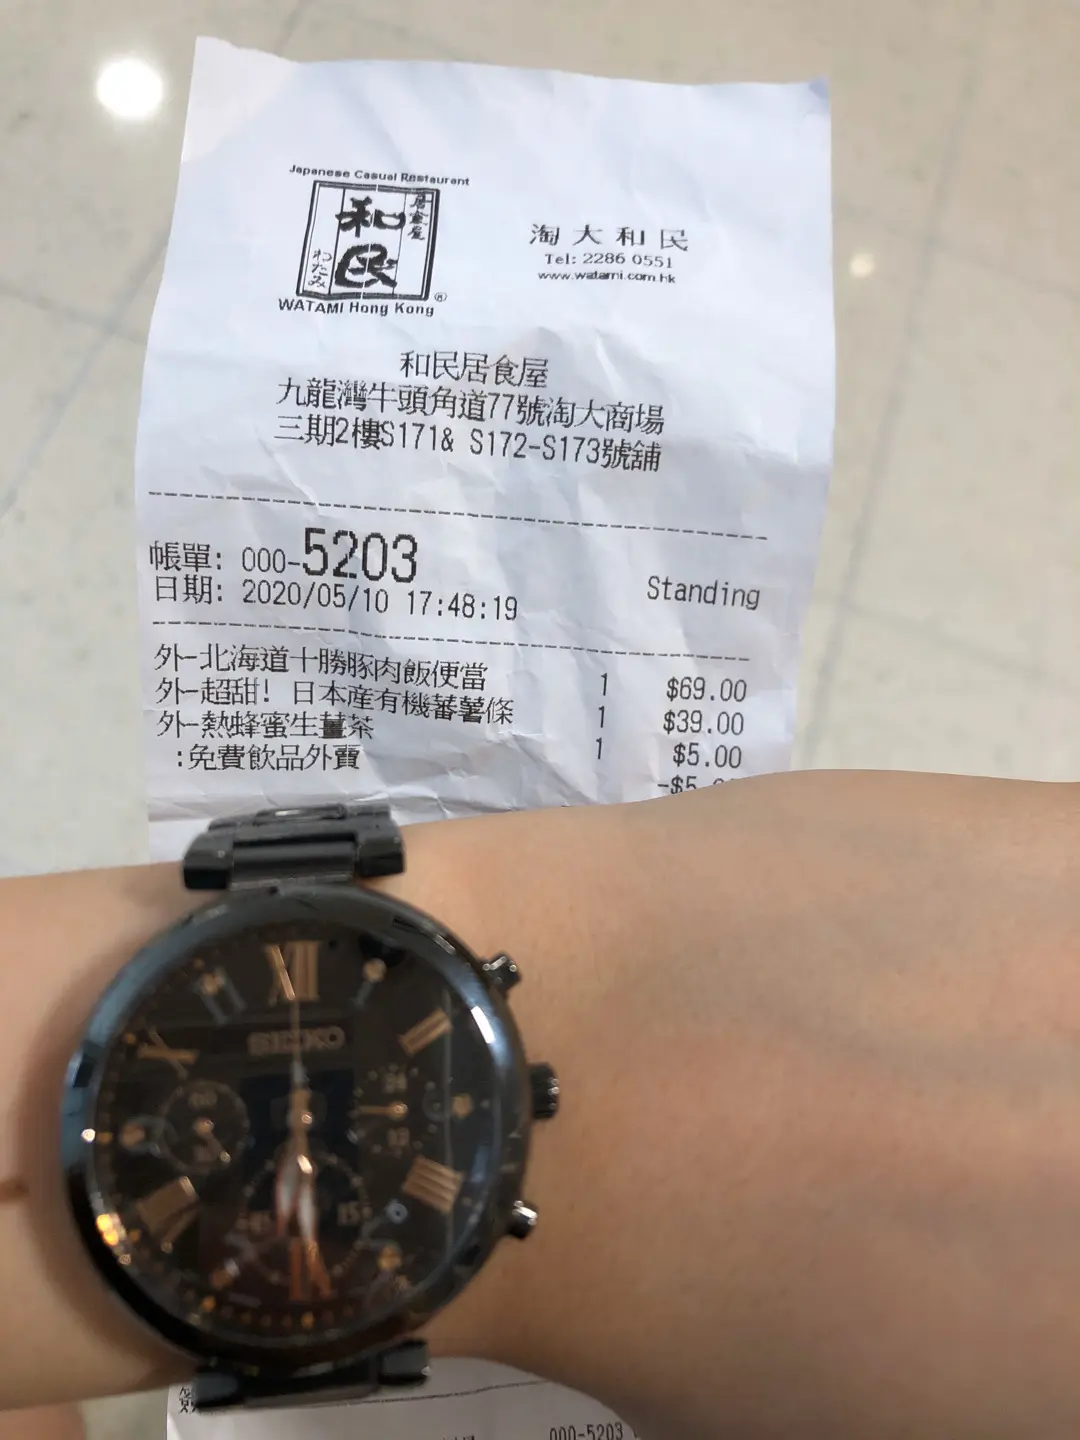 Japanese Casual Restaurant
和民
居食屋
わたみ
®
WATAMI Hong Kong
淘大和民
Tel: 2286 0551
www.watami.com.hk
和民居食屋
九龍灣牛頭角道77號淘大商場
三期2樓S171& S172-S173號舖
帳單: 000-5203
Standing
日期: 2020/05/10 17:48:19
外-北海道十勝豚肉飯便當 1 $69.00
外-超甜! 日本産有機蕃薯條 1 $39.00
外-熱蜂蜜生薑茶 1 $5.00
:免費飲品外賣
XII
SEIKO
60
24
12
45
15
000-5203